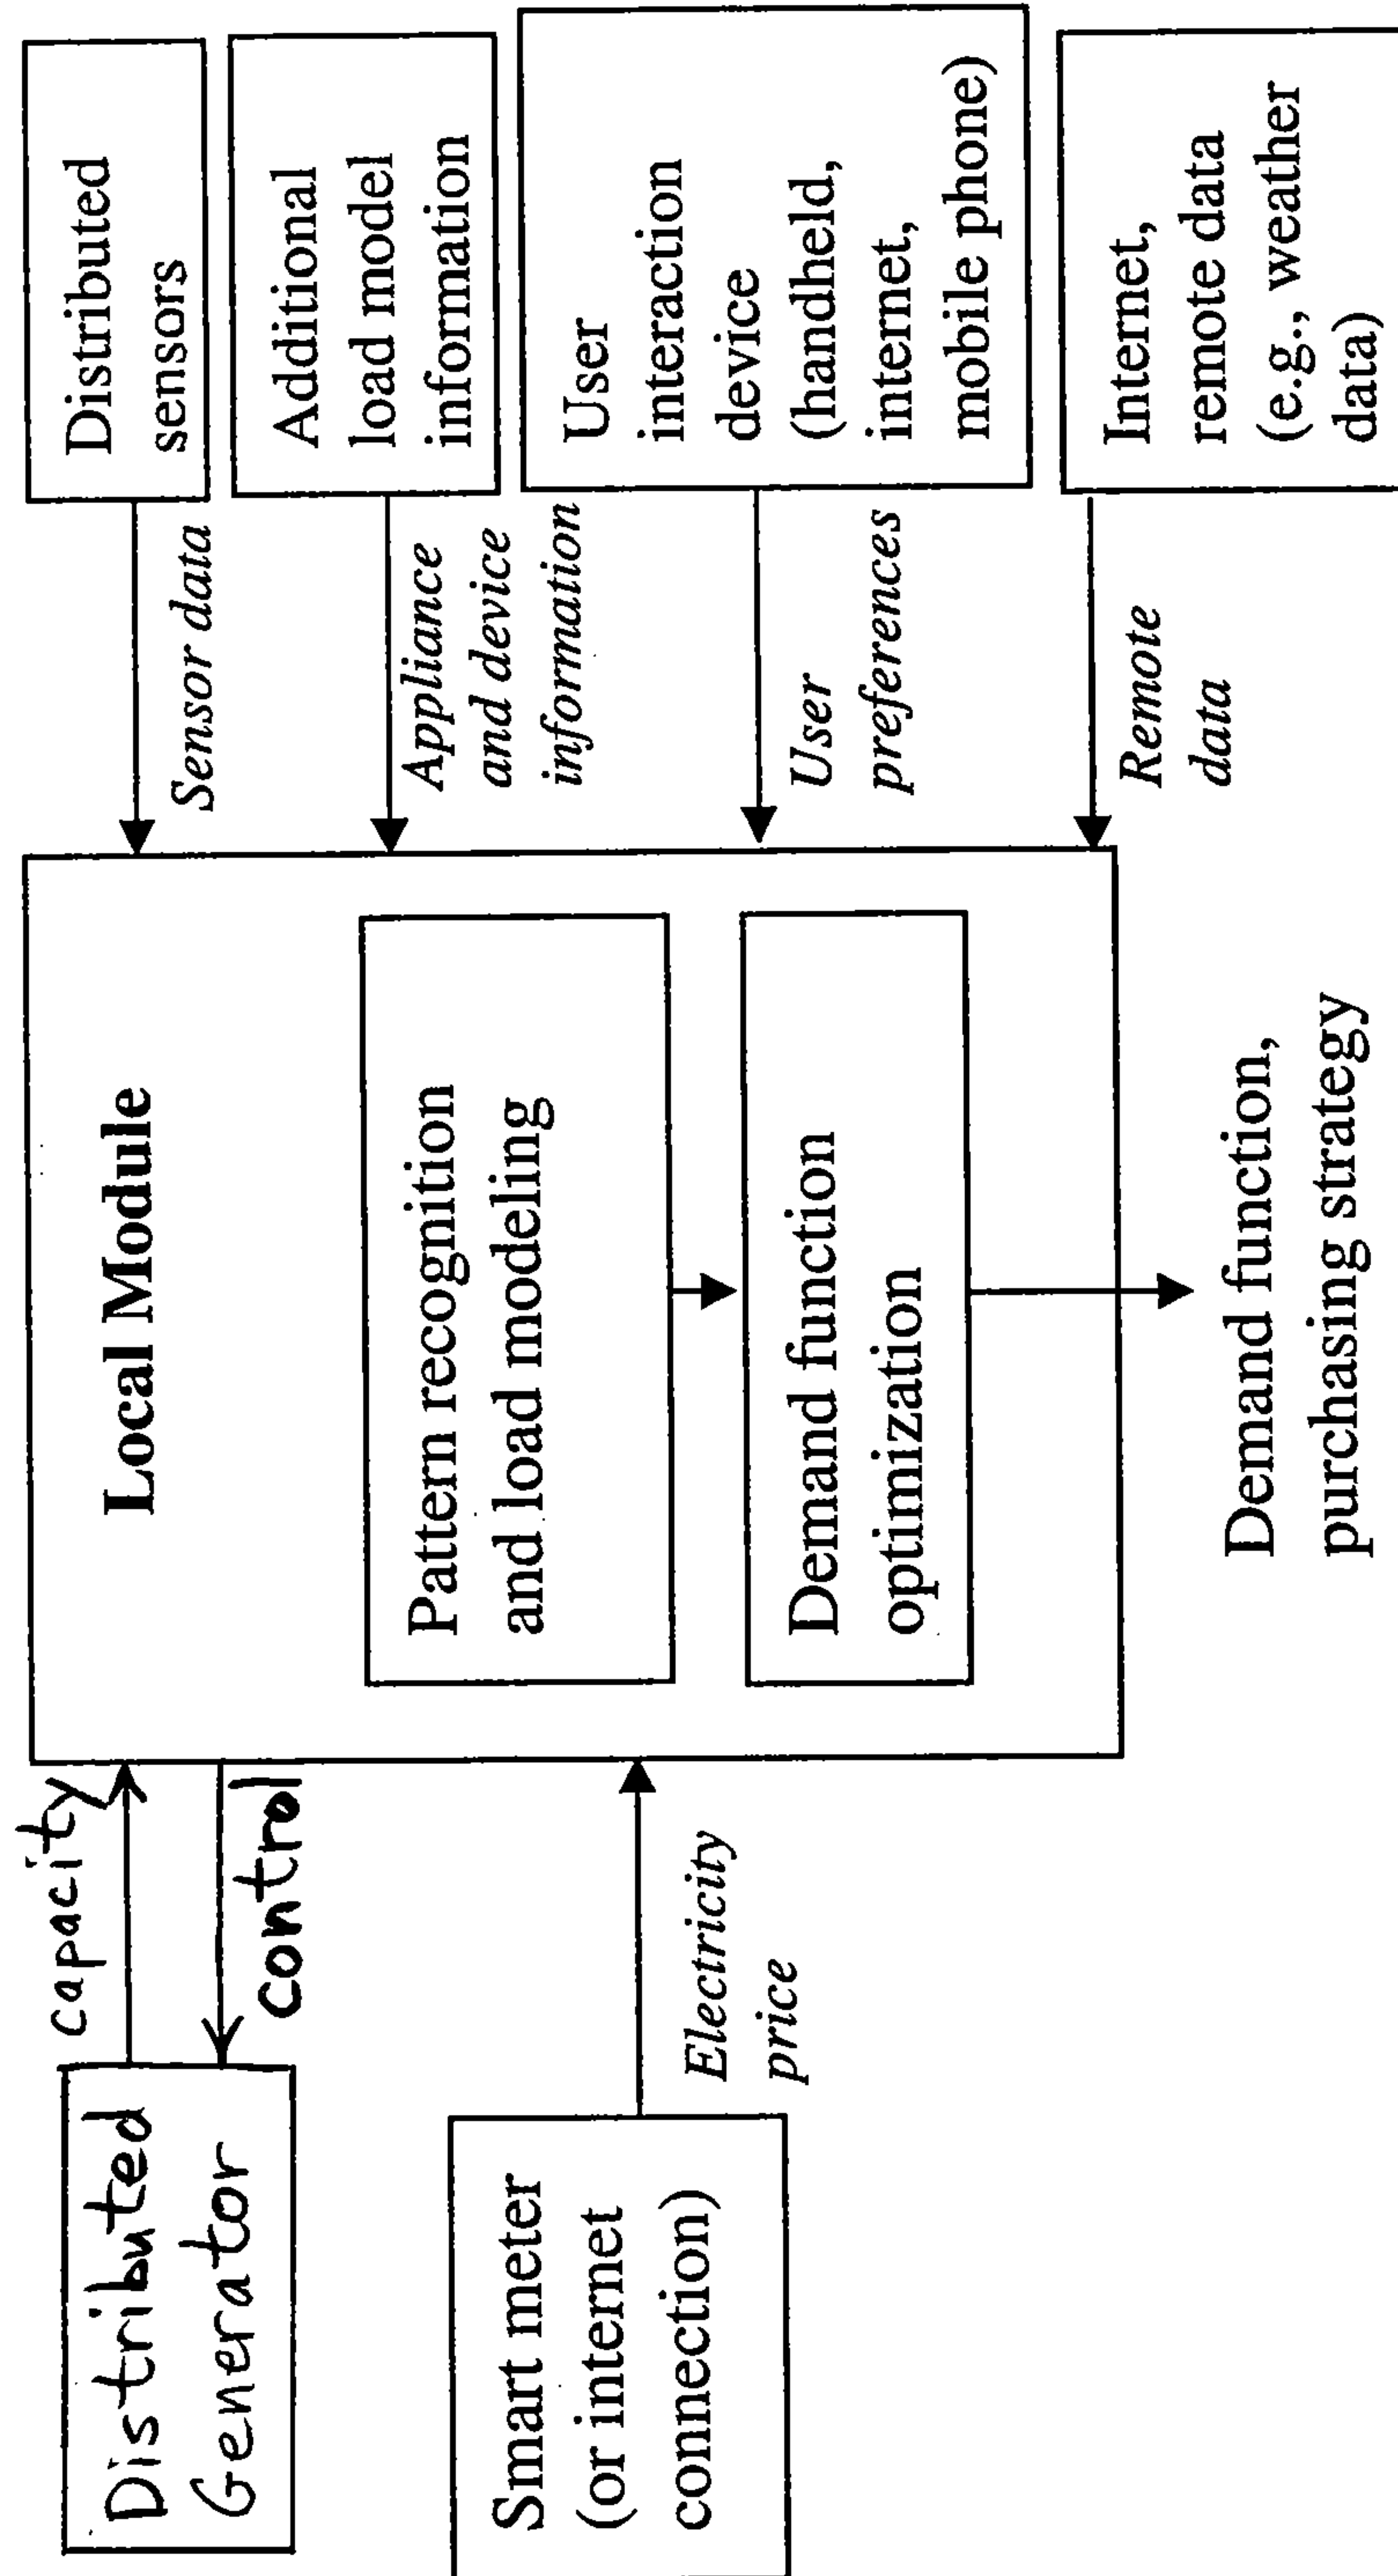 Distributed
Generator
capacity
control
Smart meter
(or internet
connection)
Electricity
price
Local Module
Pattern recognition
and load modeling
Demand function
optimization
Demand function,
purchasing strategy
Distributed
sensors
Sensor data
Additional
load model
information
Appliance
and device
information
User
interaction
device
(handheld,
internet,
mobile phone)
User
preferences
Internet,
remote data
(e.g., weather
data)
Remote
data